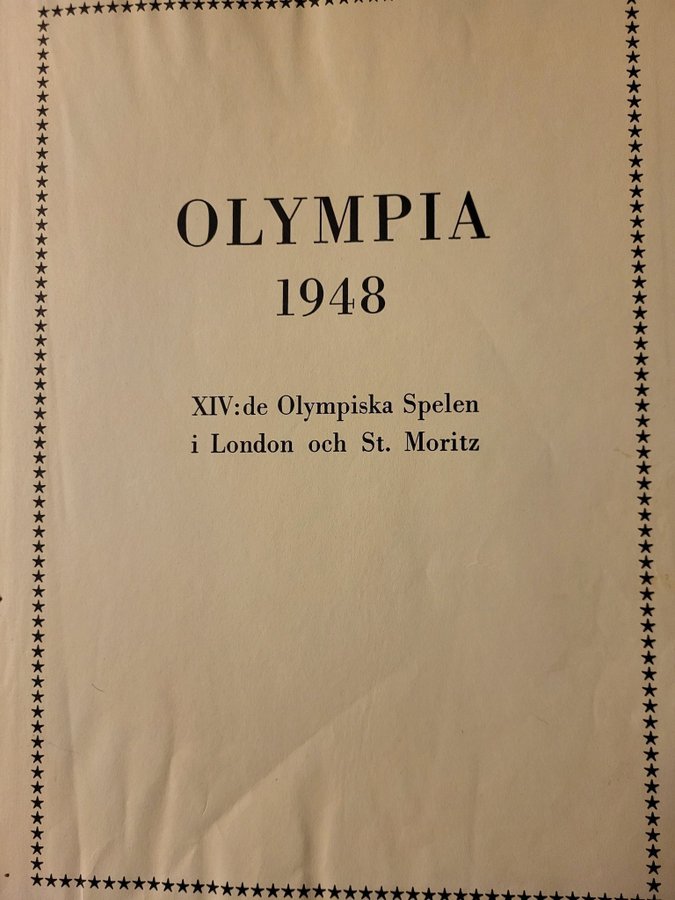 OLYMPIA
1948
XIV:de Olympiska Spelen
i London och St. Moritz